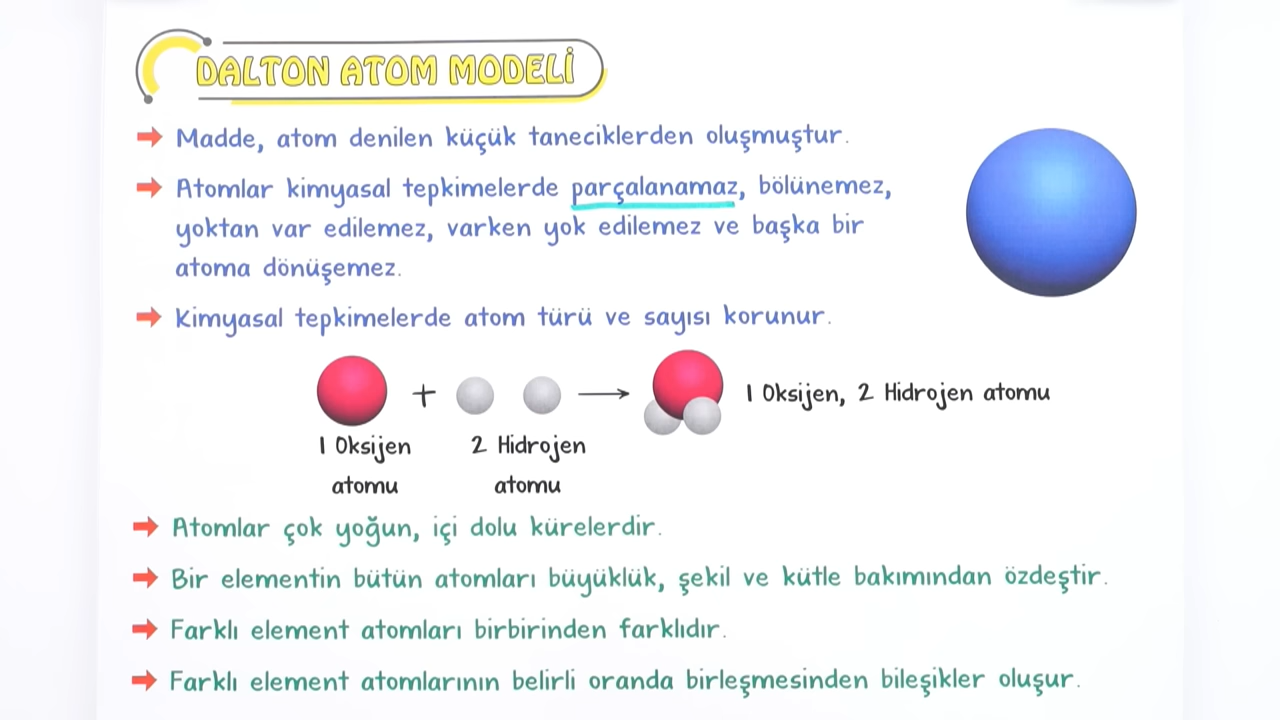 DALTON ATOM MODELİ
Madde, atom denilen küçük taneciklerden oluşmuştur.
Atomlar kimyasal tepkimelerde parçalanamaz, bölünemez,
yoktan var edilemez, varken yok edilemez ve başka bir
atoma dönüşemez.
Kimyasal tepkimelerde atom türü ve sayısı korunur.
+
1 Oksijen, 2 Hidrojen atomu
1 Oksijen
atomu
2 Hidrojen
atomu
Atomlar çok yoğun, içi dolu kürelerdir.
Bir elementin bütün atomları büyüklük, şekil ve kütle bakımından özdeştir.
Farklı element atomları birbirinden farklıdır.
Farklı element atomlarının belirli oranda birleşmesinden bileşikler oluşur.